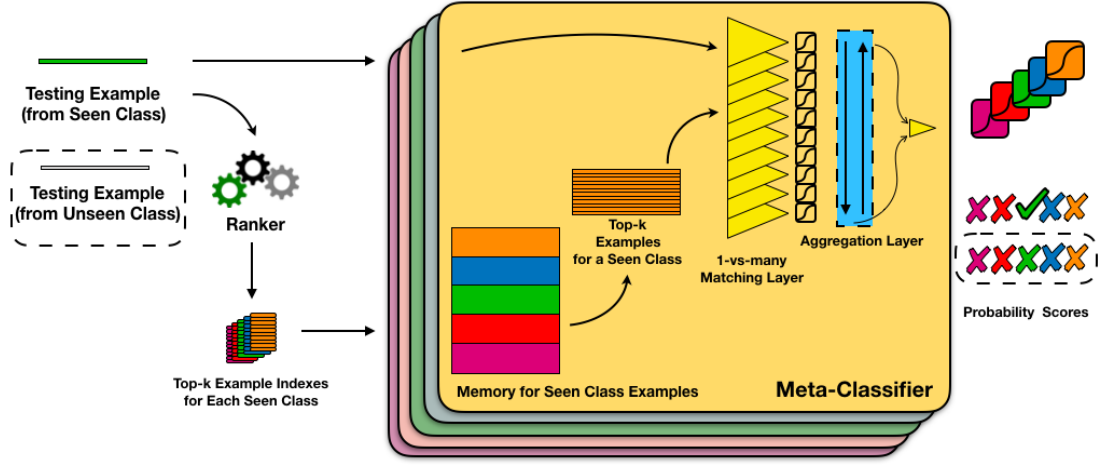 Testing Example
(from Seen Class)
Testing Example
(from Unseen Class)
Ranker
Top-k Example Indexes
for Each Seen Class
Memory for Seen Class Examples
Top-k
Examples
for a Seen Class
1-vs-many
Matching Layer
Aggregation Layer
Meta-Classifier
Probability Scores